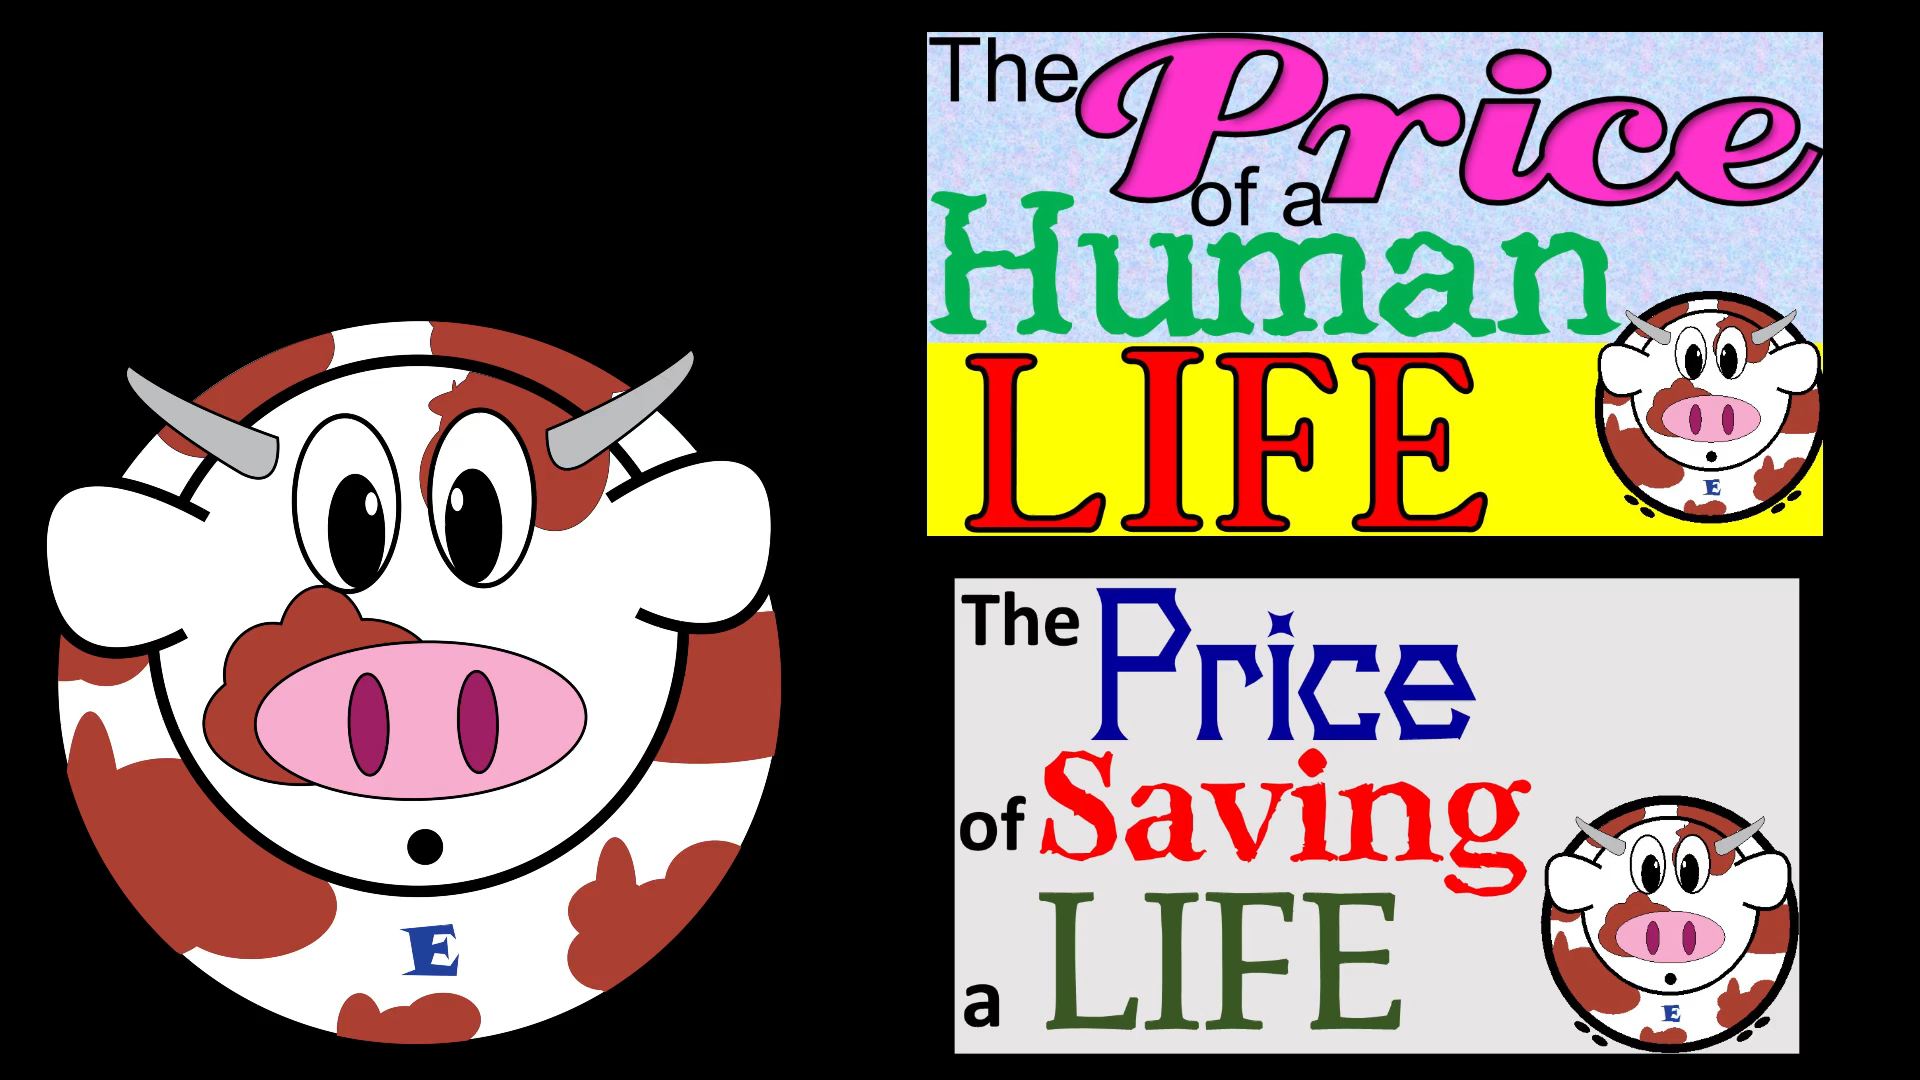 The Price
of a
Human
LIFE
E
The Price
of Saving
a LIFE
E
E